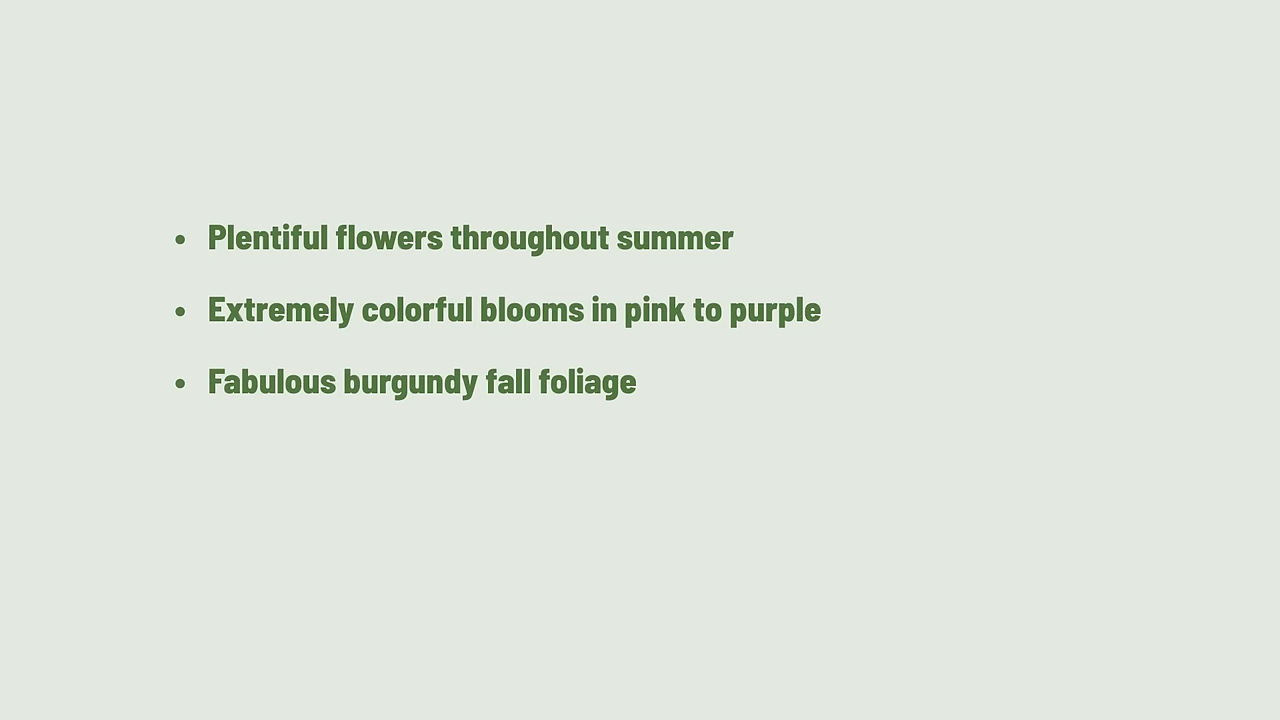 • Plentiful flowers throughout summer
• Extremely colorful blooms in pink to purple
• Fabulous burgundy fall foliage